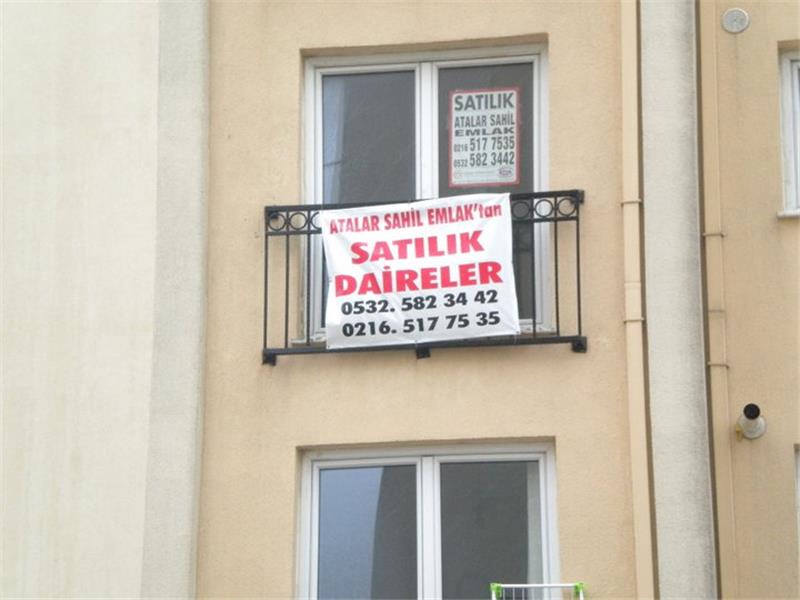 SATILIK
ATALAR SAHİL
EMLAK
0216 517 7535
0532 582 3442
ATALAR SAHİL EMLAK'tan
SATILIK
DAİRELER
0532. 582 34 42
0216. 517 75 35